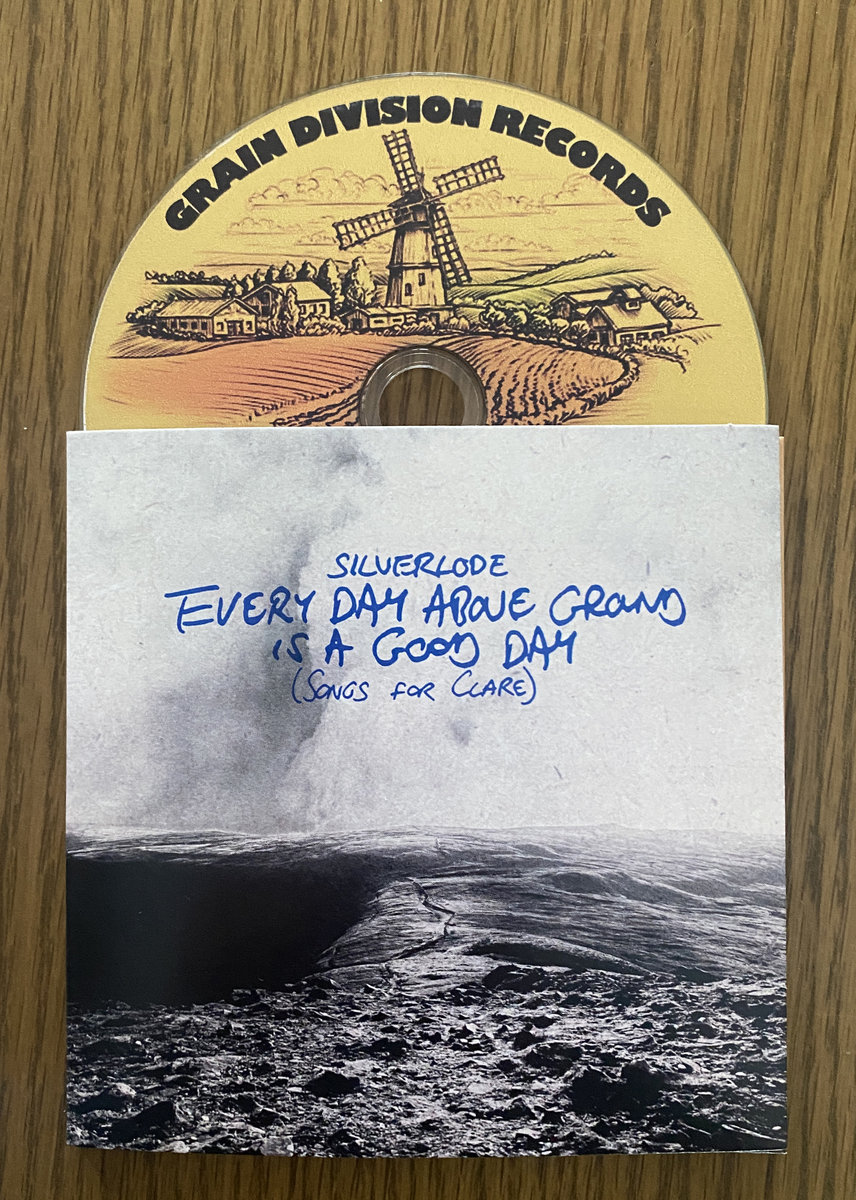 GRAIN DIVISION RECORDS
SILVERLODE
EVERY DAY ABOVE GROUND
IS A GOOD DAY
(SONGS FOR CLARE)